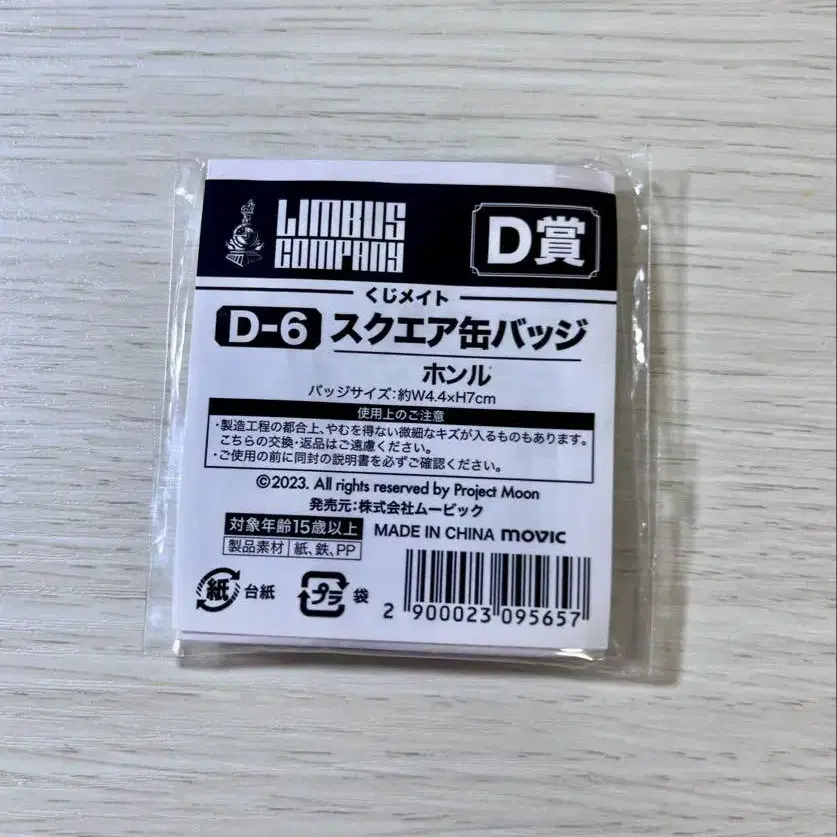 LIMBUS
COMPANY
D賞
くじメイト
D-6 スクエア缶バッジ
ホンル
バッジサイズ:約W4.4×H7cm
使用上のご注意
・製造工程の都合上、やむを得ない微細なキズが入るものもあります。
こちらの交換・返品はご遠慮ください。
・ご使用の前に同封の説明書を必ずご確認ください。
©2023. All rights reserved by Project Moon
発売元:株式会社ムービック
対象年齢15歳以上 MADE IN CHINA movic
製品素材 紙、鉄、PP
紙 台紙 プラ 袋
2 900023 095657